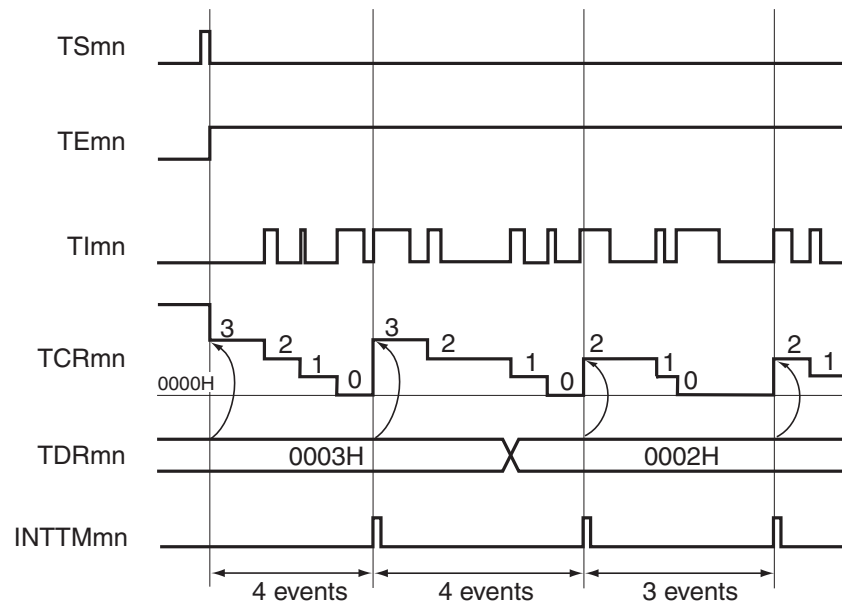 TSmn
TEmn
TImn
TCRmn
0000H
3
2
1
0
3
2
1
0
2
1
0
2
1
TDRmn
0003H
0002H
INTTMmn
4 events
4 events
3 events